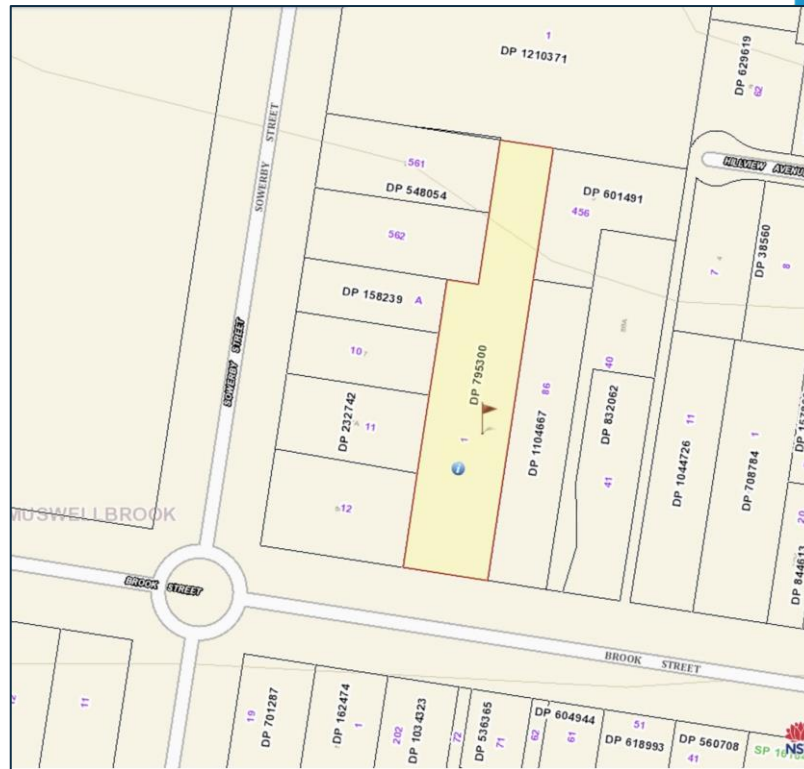 1
DP 1210371
DP 629619
62
SOWERBY STREET
HILLVIEW AVENUE
561
DP 548054
DP 601491
456
562
DP 38560
7
8
DP 158239 A
10
DP 795300
40
SOWERBY STREET
86
DP 232742
11
DP 832062
11
1
1
DP 1104667
41
DP 1044726
DP 708784
MUSWELLBROOK
12
20
DP 844613
BROOK STREET
BROOK STREET
11
19
DP 701287
DP 162474
1
202
DP 1034323
72
DP 536365
71
DP 604944
62
61
51
DP 618993
DP 560708
41
NS